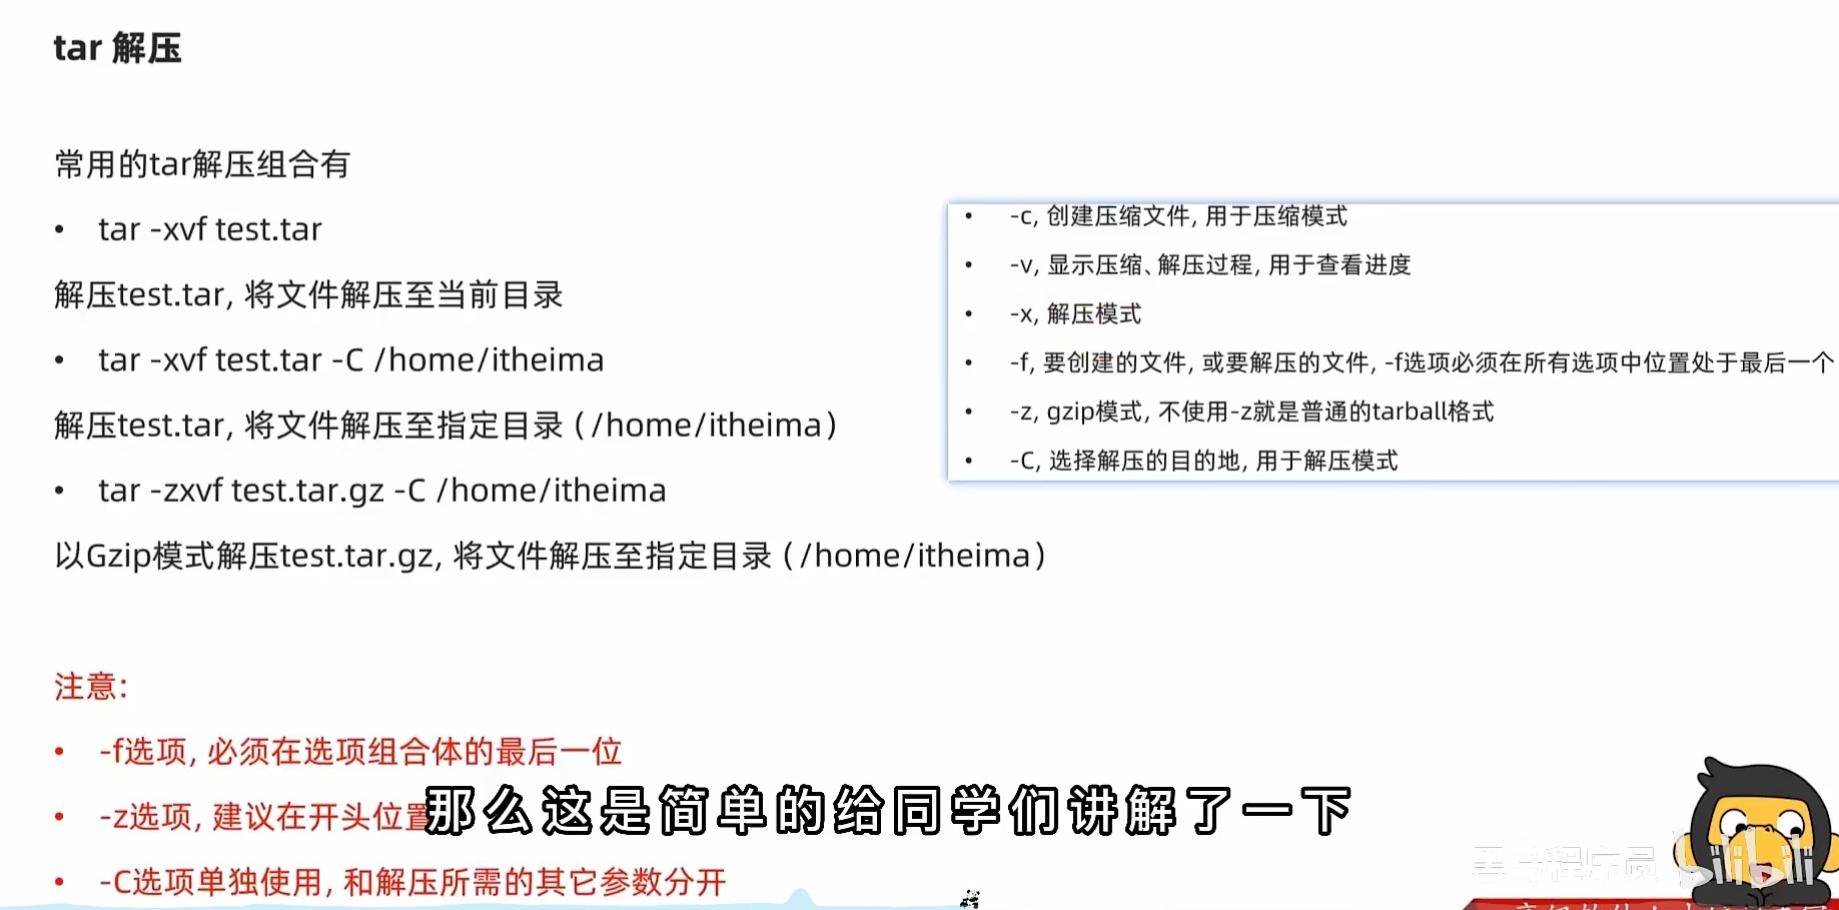 tar 解压
常用的tar解压组合有
• tar -xvf test.tar
解压test.tar, 将文件解压至当前目录
• tar -xvf test.tar -C /home/itheima
解压test.tar, 将文件解压至指定目录（/home/itheima）
• tar -zxvf test.tar.gz -C /home/itheima
以Gzip模式解压test.tar.gz, 将文件解压至指定目录（/home/itheima）
• -c, 创建压缩文件, 用于压缩模式
• -v, 显示压缩、解压过程, 用于查看进度
• -x, 解压模式
• -f, 要创建的文件, 或要解压的文件, -f选项必须在所有选项中位置处于最后一个
• -z, gzip模式, 不使用-z就是普通的tarball格式
• -C, 选择解压的目的地, 用于解压模式
注意:
• -f选项, 必须在选项组合体的最后一位
• -z选项, 建议在开头位置
• -C选项单独使用, 和解压所需的其它参数分开
那么这是简单的给同学们讲解了一下
程序员 bilibili